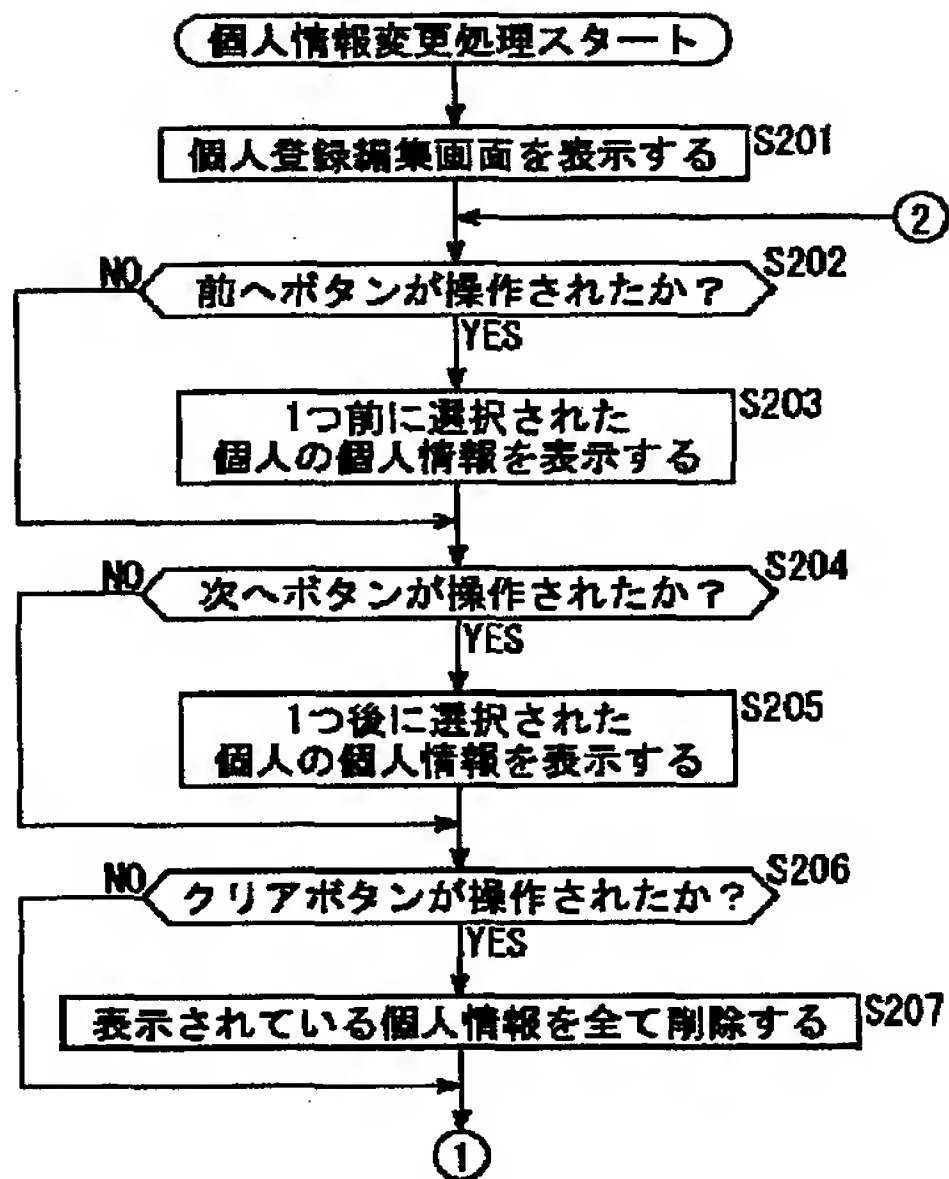 個人情報変更処理スタート
個人登録編集画面を表示する
S201
②
NO
前へボタンが操作されたか?
S202
YES
1つ前に選択された
個人の個人情報を表示する
S203
NO
次へボタンが操作されたか?
S204
YES
1つ後に選択された
個人の個人情報を表示する
S205
NO
クリアボタンが操作されたか?
S206
YES
表示されている個人情報を全て削除する
S207
①